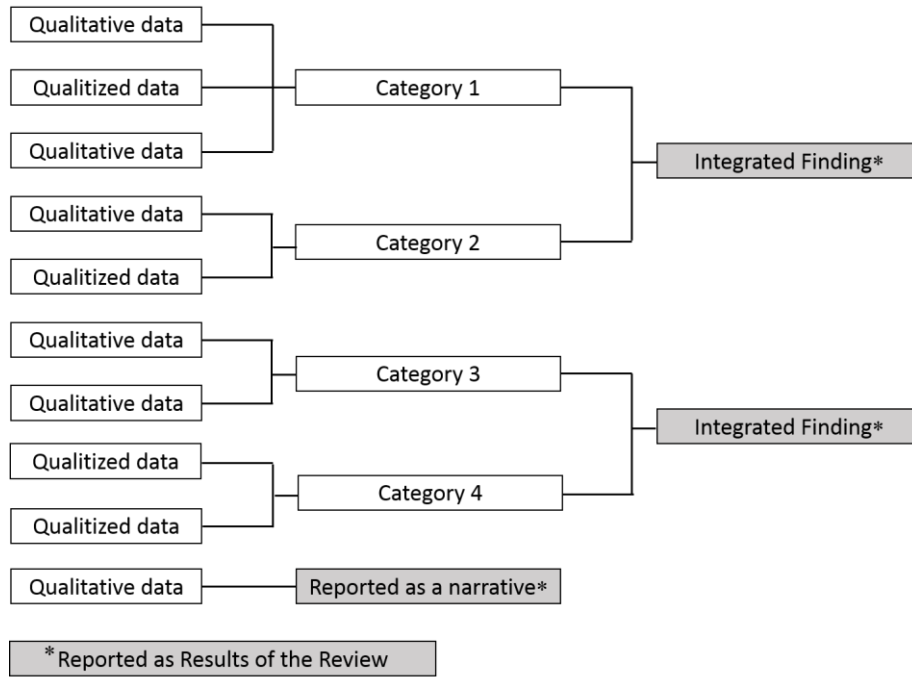 Qualitative data
Qualitized data
Qualitative data
Category 1
Qualitative data
Qualitized data
Category 2
Integrated Finding*
Qualitative data
Qualitative data
Category 3
Qualitized data
Qualitized data
Category 4
Integrated Finding*
Qualitative data
Reported as a narrative*
*Reported as Results of the Review